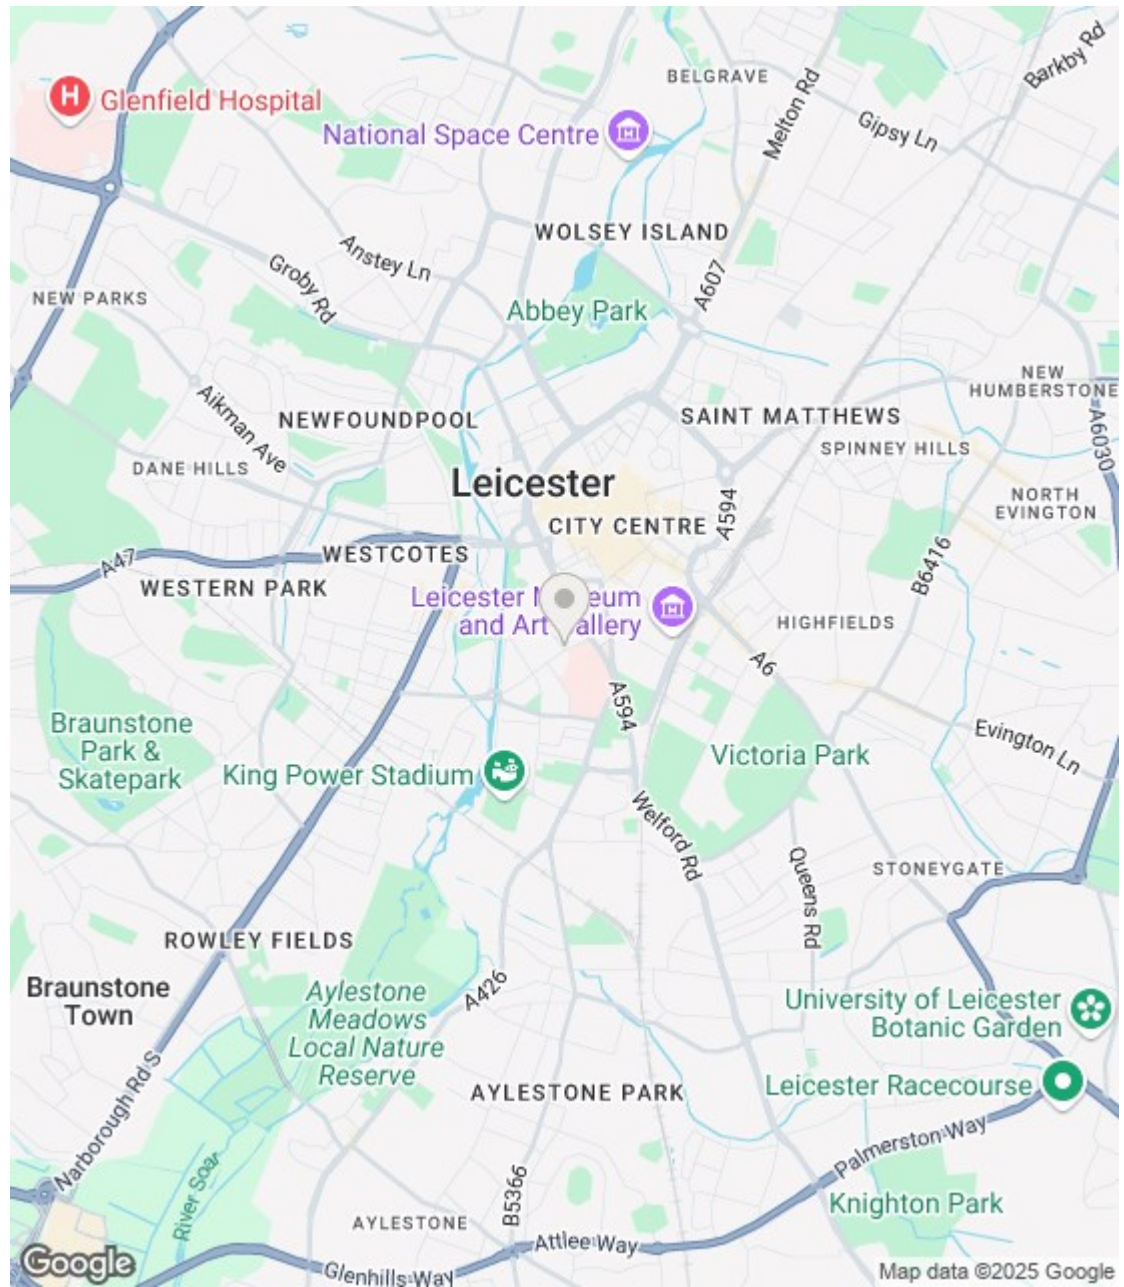 Barkby Rd
BELGRAVE
Glenfield Hospital
Melton Rd
National Space Centre
Gipsy Ln
WOLSEY ISLAND
Anstey Ln
Groby Rd
A607
NEW PARKS
Abbey Park
NEW
HUMBERSTONE
Aikman Ave
NEWFOUNDPOOL
SAINT MATTHEWS
A6030
SPINNEY HILLS
DANE HILLS
Leicester
NORTH
EVINGTON
A594
CITY CENTRE
WESTCOTES
A47
WESTERN PARK
B6416
Leicester M eum
and Art allery
HIGHFIELDS
A6
A594
Braunstone
Park &
Skatepark
Evington Ln
Victoria Park
King Power Stadium
Welford Rd
STONEYGATE
Queens Rd
ROWLEY FIELDS
Braunstone
Town
A426
Aylestone
Meadows
Local Nature
Reserve
University of Leicester
Botanic Garden
Leicester Racecourse
AYLESTONE PARK
Narborough Rd S
Palmerston Way
River Soar
B5366
Knighton Park
AYLESTONE
Attlee Way
Glenhills Way
Google
Map data ©2025 Google